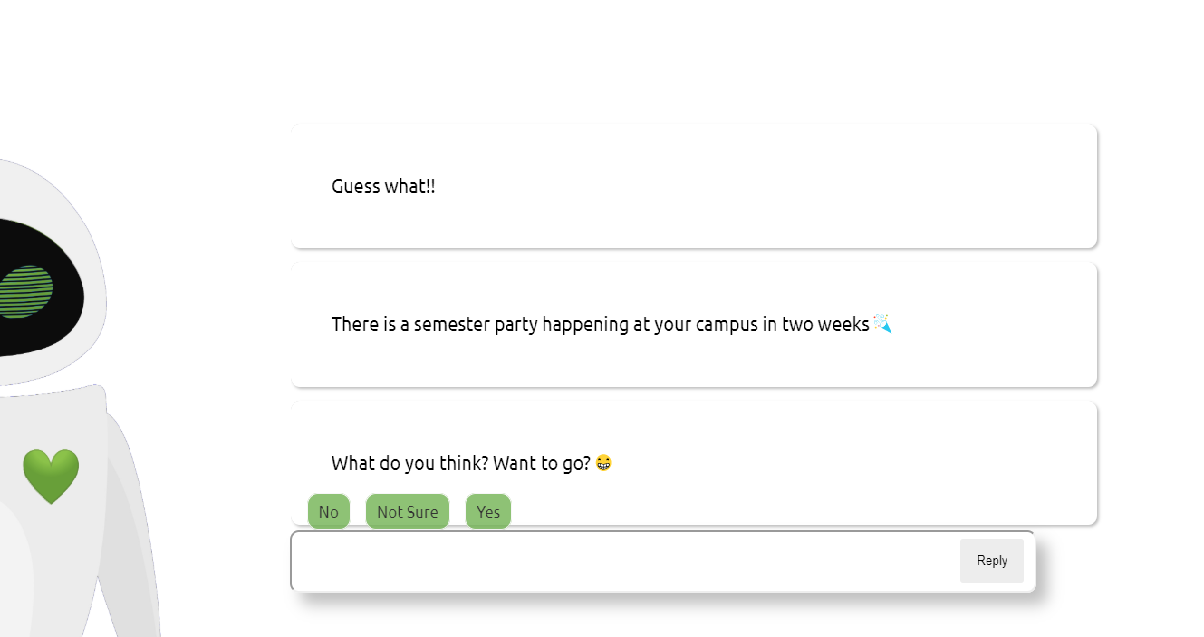 Guess what!!
There is a semester party happening at your campus in two weeks 🎉
What do you think? Want to go? 😁
No Not Sure Yes
Reply